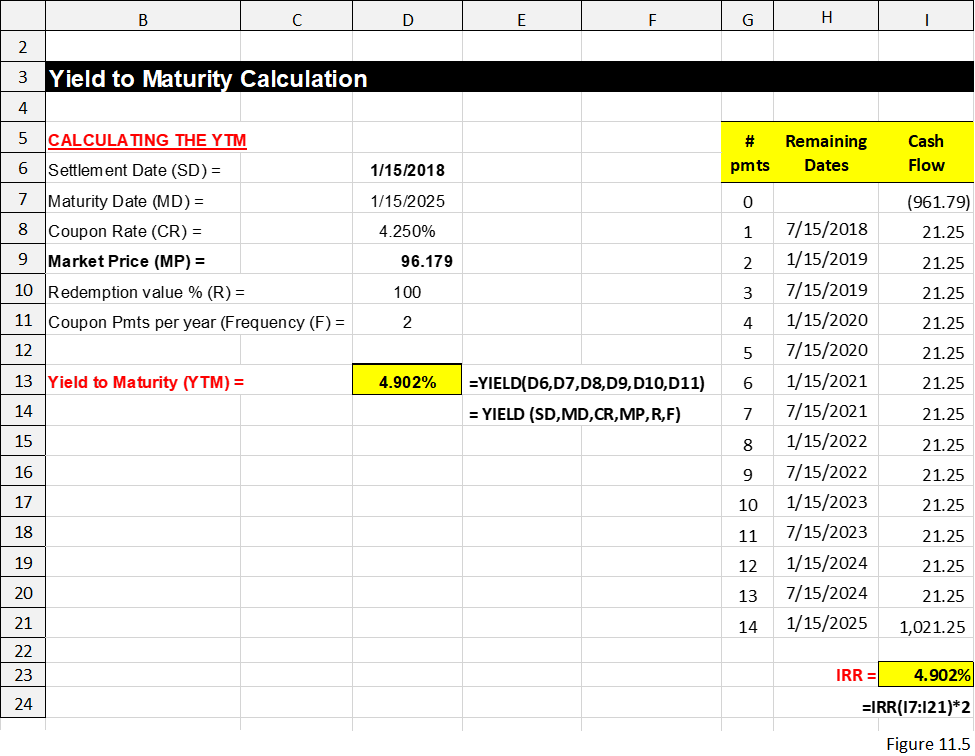 B C D E F G H I
2
3 Yield to Maturity Calculation
4
5 CALCULATING THE YTM # Remaining Cash
pmts Dates Flow
6 Settlement Date (SD) = 1/15/2018
7 Maturity Date (MD) = 1/15/2025 0 (961.79)
8 Coupon Rate (CR) = 4.250% 1 7/15/2018 21.25
9 Market Price (MP) = 96.179 2 1/15/2019 21.25
10 Redemption value % (R) = 100 3 7/15/2019 21.25
11 Coupon Pmts per year (Frequency (F) = 2 4 1/15/2020 21.25
12 5 7/15/2020 21.25
13 Yield to Maturity (YTM) = 4.902% =YIELD(D6,D7,D8,D9,D10,D11) 6 1/15/2021 21.25
14 = YIELD (SD,MD,CR,MP,R,F) 7 7/15/2021 21.25
15 8 1/15/2022 21.25
16 9 7/15/2022 21.25
17 10 1/15/2023 21.25
18 11 7/15/2023 21.25
19 12 1/15/2024 21.25
20 13 7/15/2024 21.25
21 14 1/15/2025 1,021.25
22
23 IRR = 4.902%
24 =IRR(I7:I21)*2
Figure 11.5